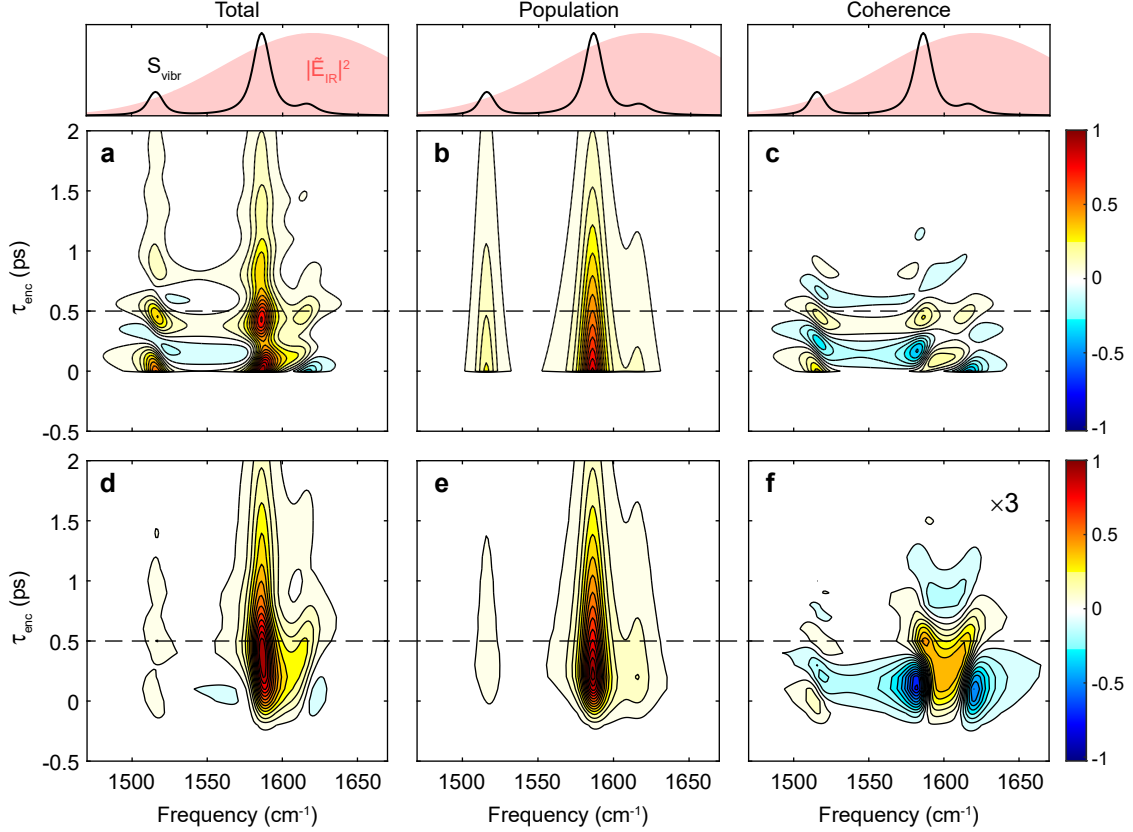 Total Population Coherence
S_vibr |Ẽ_IR|²
a b c
2
1.5
1
0.5
0
-0.5
τ_enc (ps)
1
0.5
0
-0.5
-1
d e f ×3
2
1.5
1
0.5
0
-0.5
τ_enc (ps)
1
0.5
0
-0.5
-1
1500 1550 1600 1650 1500 1550 1600 1650 1500 1550 1600 1650
Frequency (cm⁻¹) Frequency (cm⁻¹) Frequency (cm⁻¹)